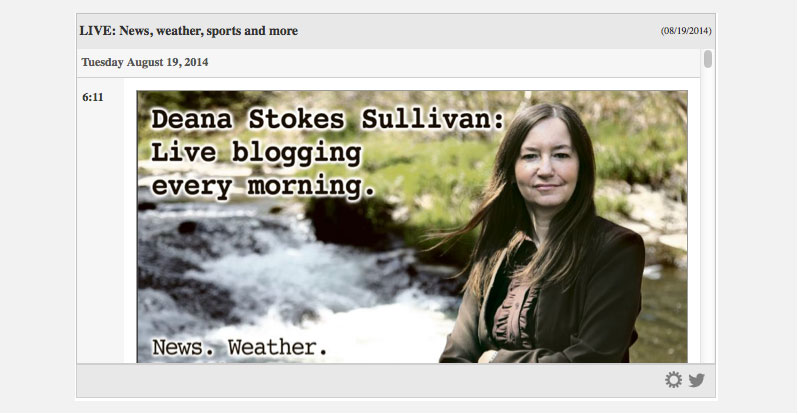 LIVE: News, weather, sports and more
(08/19/2014)
Tuesday August 19, 2014
6:11
Deana Stokes Sullivan:
Live blogging
every morning.
News. Weather.